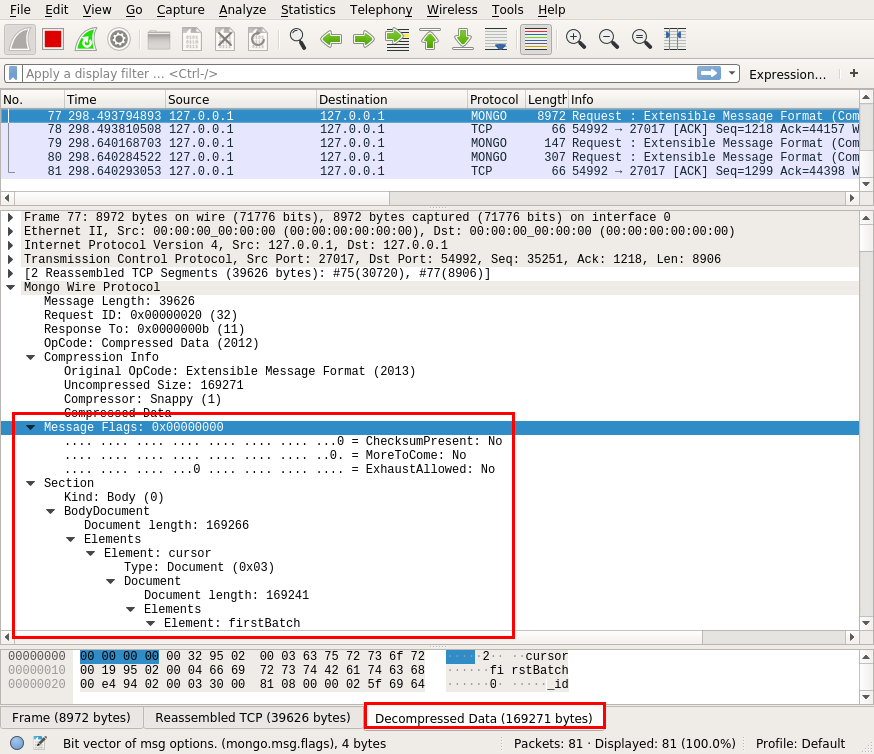 File Edit View Go Capture Analyze Statistics Telephony Wireless Tools Help
Apply a display filter ... <Ctrl-/> Expression... +
No. Time Source Destination Protocol Length Info
77 298.493794893 127.0.0.1 127.0.0.1 MONGO 8972 Request : Extensible Message Format (Com
78 298.493810508 127.0.0.1 127.0.0.1 TCP 66 54992 → 27017 [ACK] Seq=1218 Ack=44157 W
79 298.640168703 127.0.0.1 127.0.0.1 MONGO 147 Request : Extensible Message Format (Com
80 298.640284522 127.0.0.1 127.0.0.1 MONGO 307 Request : Extensible Message Format (Com
81 298.640293053 127.0.0.1 127.0.0.1 TCP 66 54992 → 27017 [ACK] Seq=1299 Ack=44398 W
Frame 77: 8972 bytes on wire (71776 bits), 8972 bytes captured (71776 bits) on interface 0
Ethernet II, Src: 00:00:00_00:00:00 (00:00:00:00:00:00), Dst: 00:00:00_00:00:00 (00:00:00:00:00:00)
Internet Protocol Version 4, Src: 127.0.0.1, Dst: 127.0.0.1
Transmission Control Protocol, Src Port: 27017, Dst Port: 54992, Seq: 35251, Ack: 1218, Len: 8906
[2 Reassembled TCP Segments (39626 bytes): #75(30720), #77(8906)]
Mongo Wire Protocol
Message Length: 39626
Request ID: 0x00000020 (32)
Response To: 0x0000000b (11)
OpCode: Compressed Data (2012)
Compression Info
Original OpCode: Extensible Message Format (2013)
Uncompressed Size: 169271
Compressor: Snappy (1)
Compressed Data
Message Flags: 0x00000000
.... .... .... .... .... .... .... ...0 = ChecksumPresent: No
.... .... .... .... .... .... .... ..0. = MoreToCome: No
.... .... .... ...0 .... .... .... .... = ExhaustAllowed: No
Section
Kind: Body (0)
BodyDocument
Document length: 169266
Elements
Element: cursor
Type: Document (0x03)
Document
Document length: 169241
Elements
Element: firstBatch
00000000 00 00 00 00 00 32 95 02 00 03 63 75 72 73 6f 72 ·····2·· ··cursor
00000010 00 19 95 02 00 04 66 69 72 73 74 42 61 74 63 68 ······fi rstBatch
00000020 00 e4 94 02 00 03 30 00 81 08 00 00 02 5f 69 64 ······0· ·····_id
Frame (8972 bytes) Reassembled TCP (39626 bytes) Decompressed Data (169271 bytes)
Bit vector of msg options. (mongo.msg.flags), 4 bytes Packets: 81 · Displayed: 81 (100.0%) Profile: Default